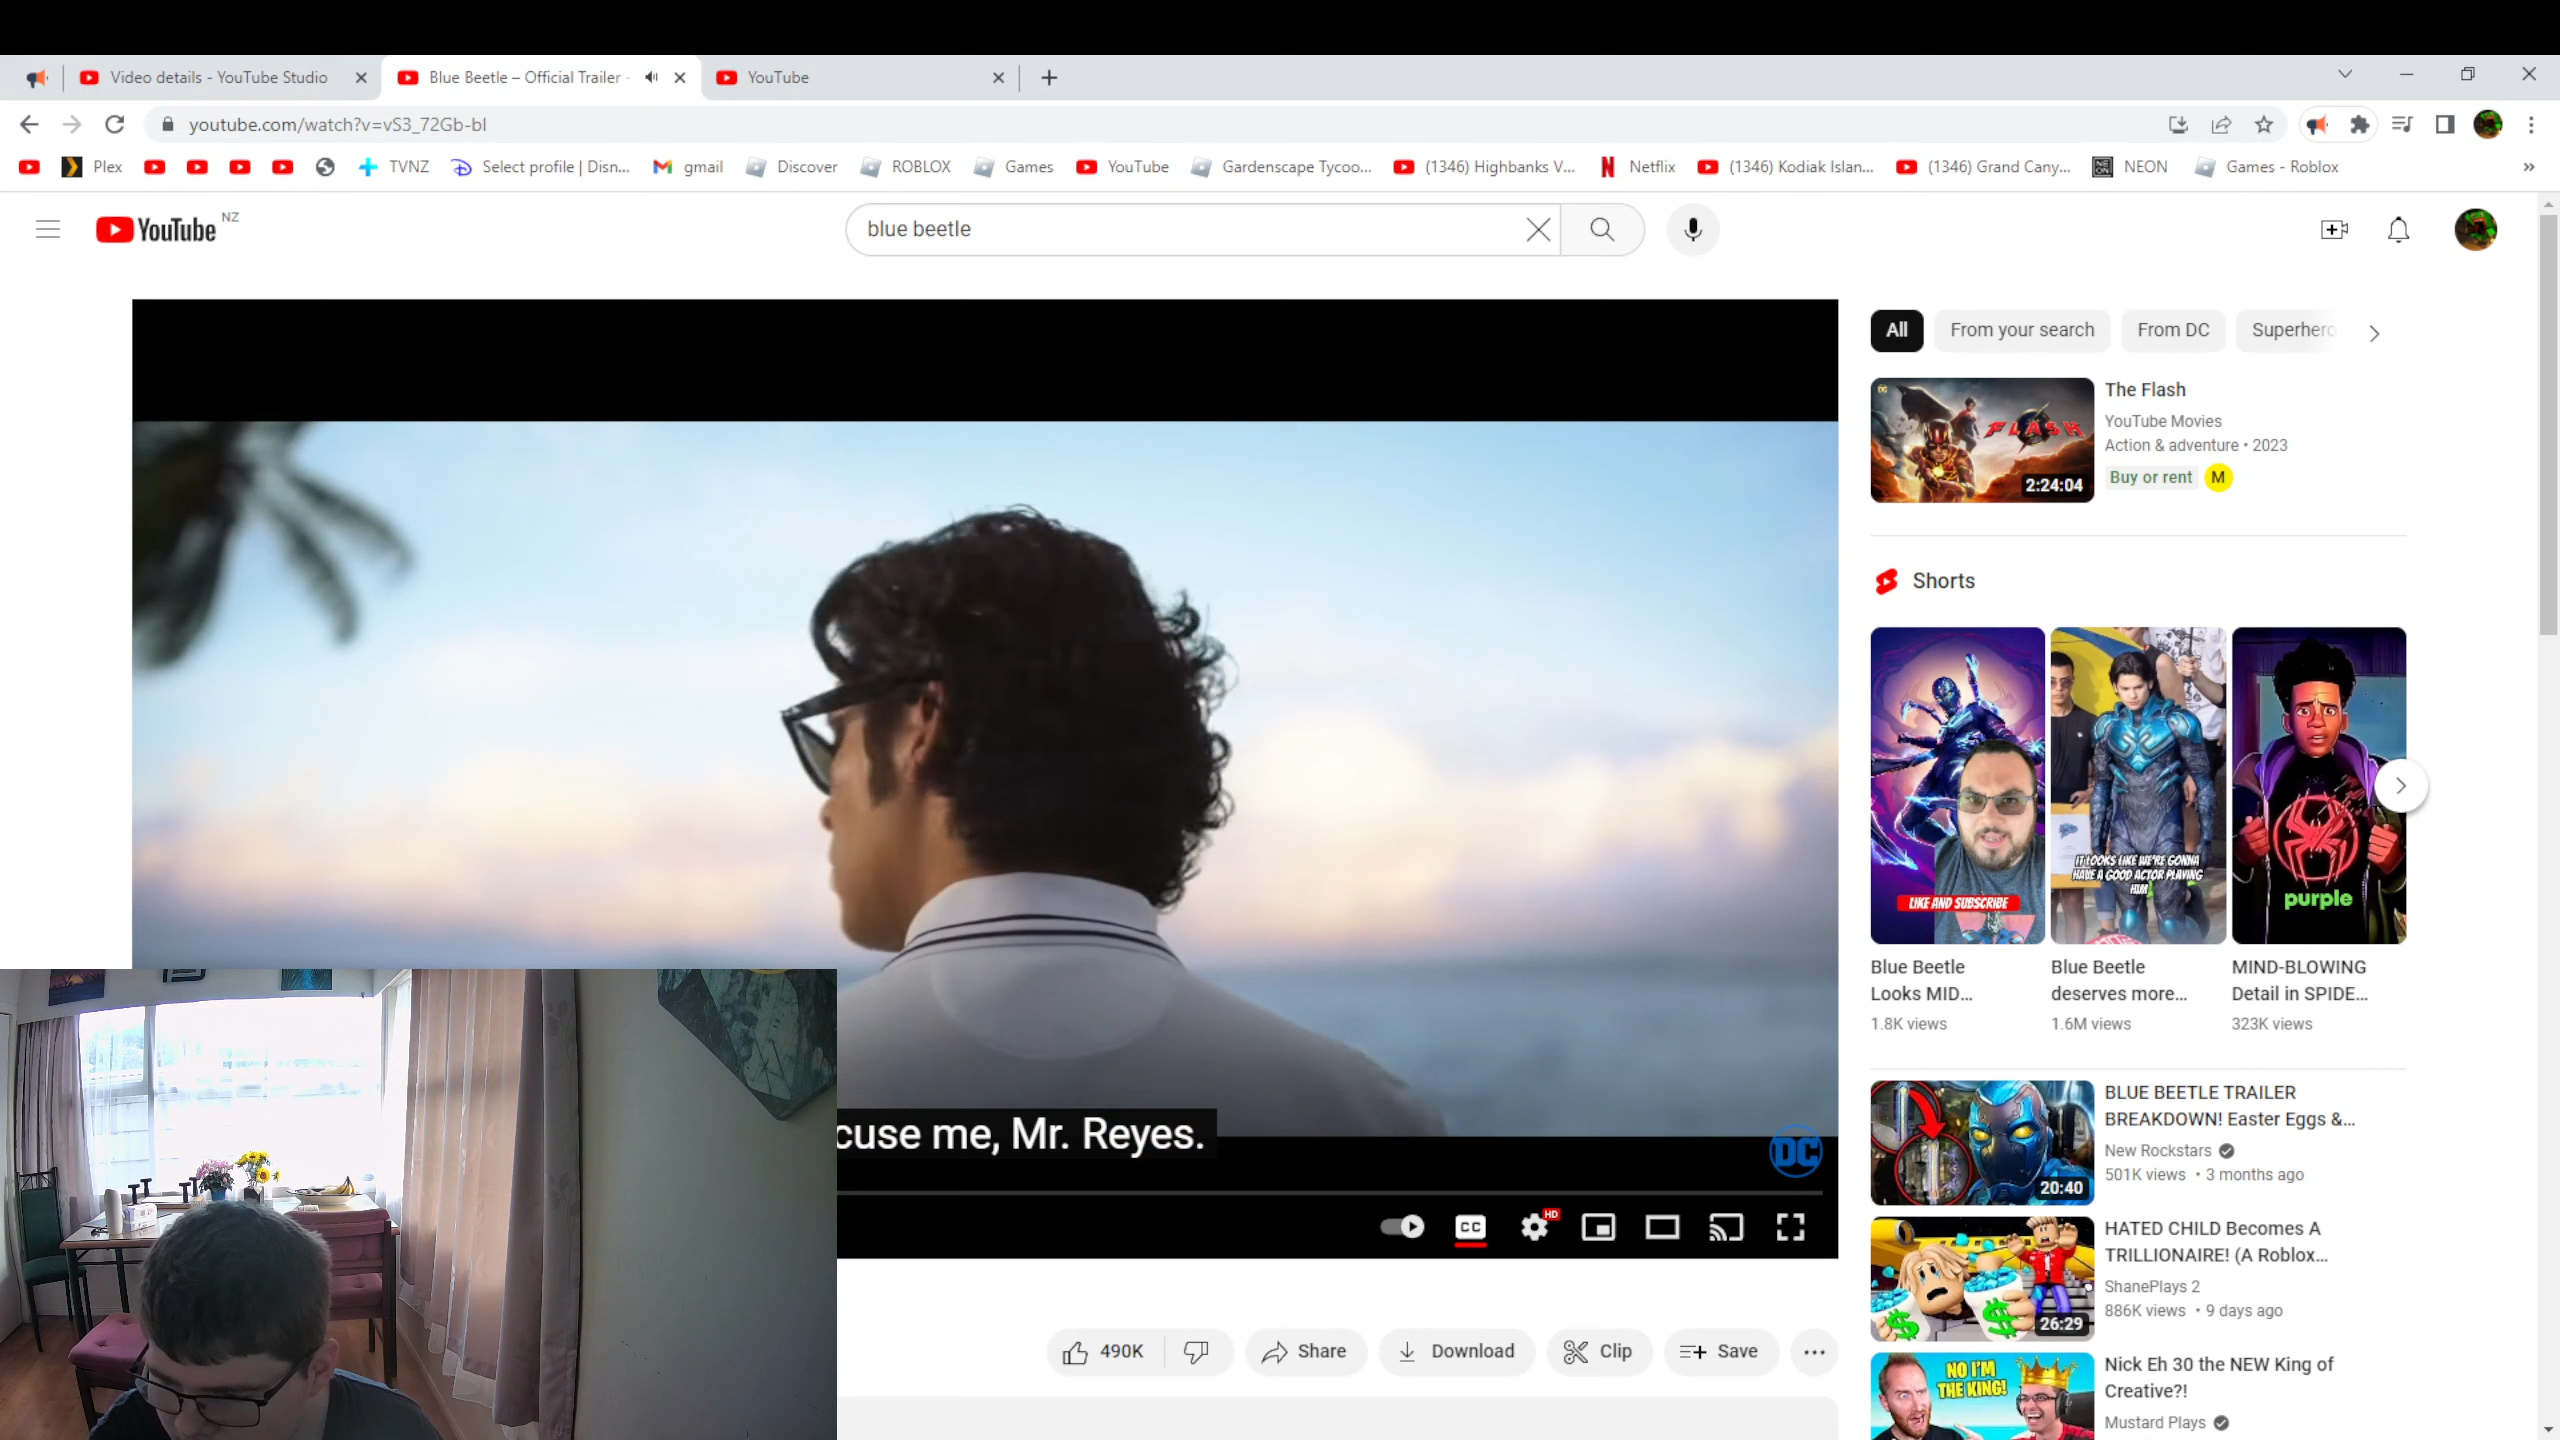 Video details - YouTube Studio
Blue Beetle – Official Trailer -
YouTube
youtube.com/watch?v=vS3_72Gb-bI
Plex
TVNZ
Select profile | Disn...
gmail
Discover
ROBLOX
Games
YouTube
Gardenscape Tycoo...
(1346) Highbanks V...
Netflix
(1346) Kodiak Islan...
(1346) Grand Cany...
NEON
Games - Roblox
YouTube NZ
blue beetle
All
From your search
From DC
Superhero
FLASH
2:24:04
The Flash
YouTube Movies
Action & adventure • 2023
Buy or rent M
Shorts
LIKE AND SUBSCRIBE
IT LOOKS LIKE WE'RE GONNA
HAVE A GOOD ACTOR PLAYING
HIM
purple
Blue Beetle
Looks MID...
1.8K views
Blue Beetle
deserves more...
1.6M views
MIND-BLOWING
Detail in SPIDE...
323K views
cuse me, Mr. Reyes.
DC
CC
HD
20:40
BLUE BEETLE TRAILER
BREAKDOWN! Easter Eggs &...
New Rockstars
501K views • 3 months ago
26:29
HATED CHILD Becomes A
TRILLIONAIRE! (A Roblox...
ShanePlays 2
886K views • 9 days ago
NO I'M
THE KING!
Nick Eh 30 the NEW King of
Creative?!
Mustard Plays
490K
Share
Download
Clip
Save